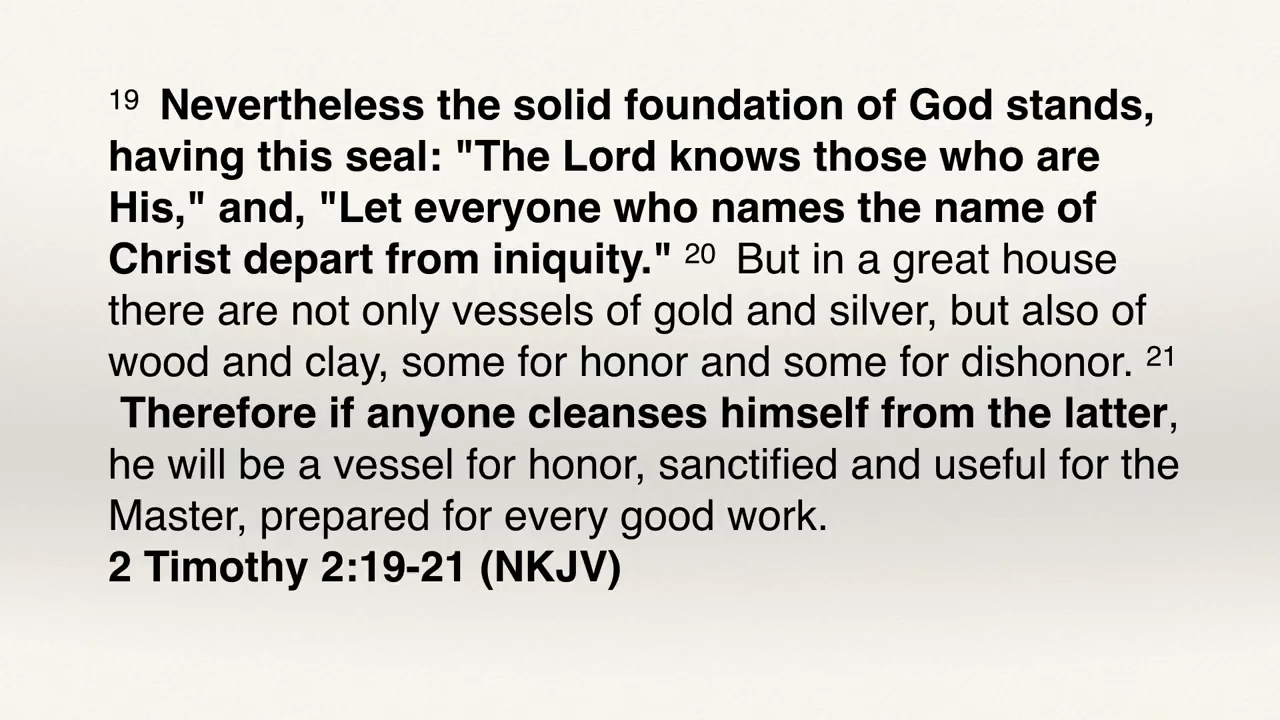 19 Nevertheless the solid foundation of God stands,
having this seal: "The Lord knows those who are
His," and, "Let everyone who names the name of
Christ depart from iniquity." 20 But in a great house
there are not only vessels of gold and silver, but also of
wood and clay, some for honor and some for dishonor. 21
Therefore if anyone cleanses himself from the latter,
he will be a vessel for honor, sanctified and useful for the
Master, prepared for every good work.
2 Timothy 2:19-21 (NKJV)